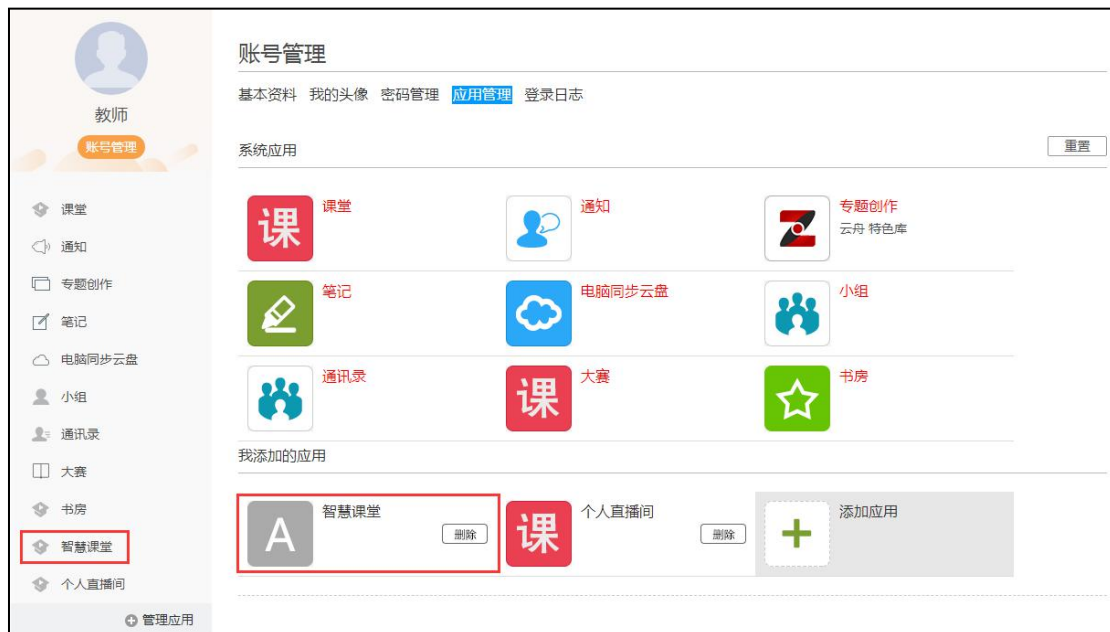 教师
账号管理
课堂
通知
专题创作
笔记
电脑同步云盘
小组
通讯录
大赛
书房
智慧课堂
个人直播间
管理应用
账号管理
基本资料 我的头像 密码管理 应用管理 登录日志
系统应用 重置
课 课堂
通知
专题创作
云舟 特色库
笔记
电脑同步云盘
小组
通讯录
课 大赛
书房
我添加的应用
A 智慧课堂 删除
课 个人直播间 删除
添加应用